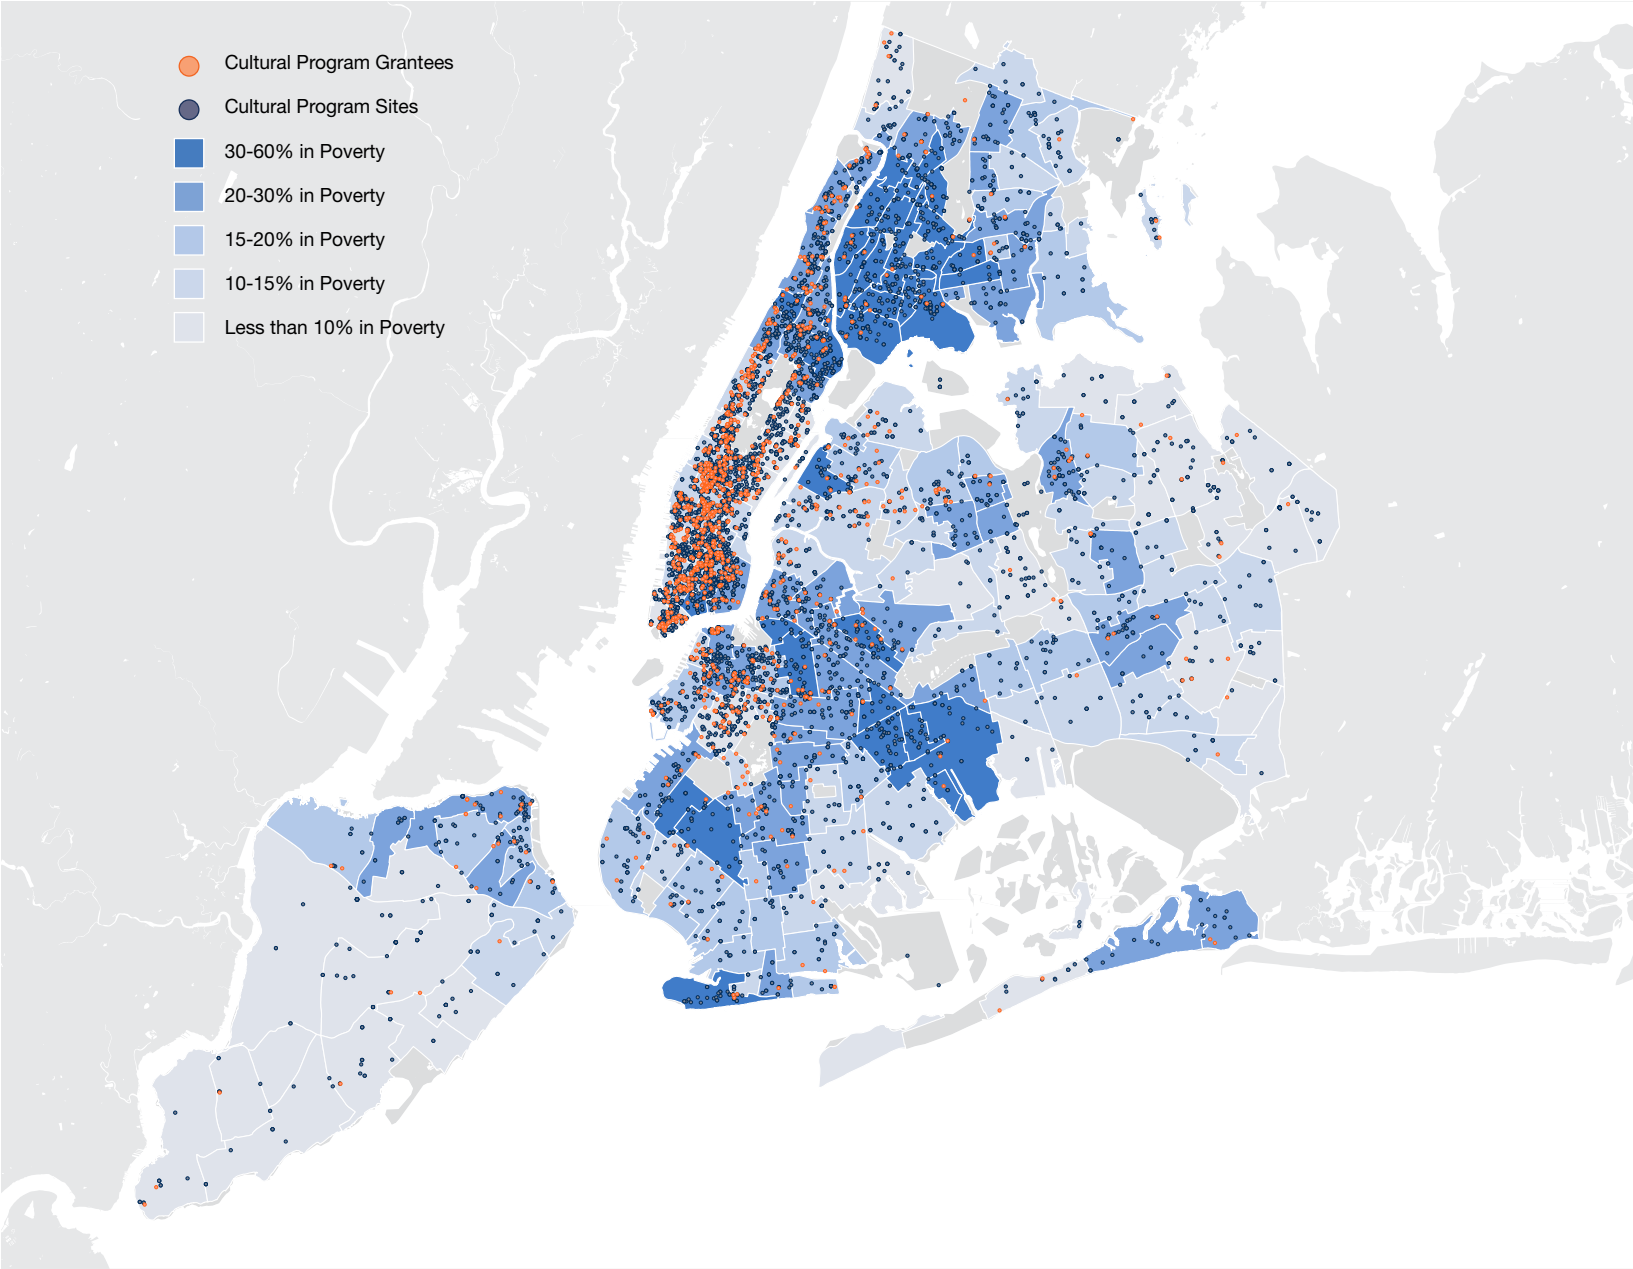 Cultural Program Grantees
Cultural Program Sites
30-60% in Poverty
20-30% in Poverty
15-20% in Poverty
10-15% in Poverty
Less than 10% in Poverty